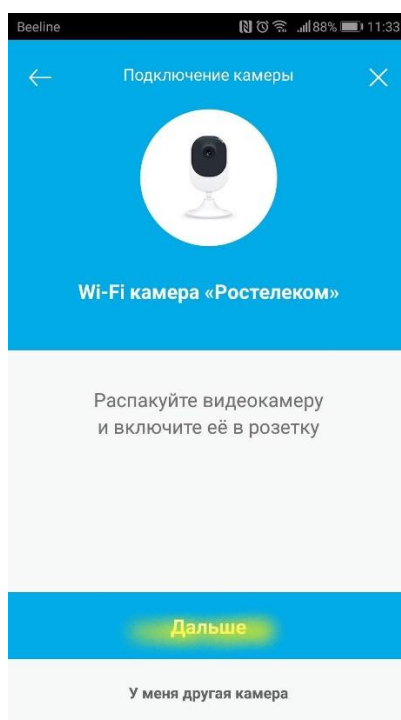 Beeline 88% 11:33
Подключение камеры
Wi-Fi камера «Ростелеком»
Распакуйте видеокамеру
и включите её в розетку
Дальше
У меня другая камера